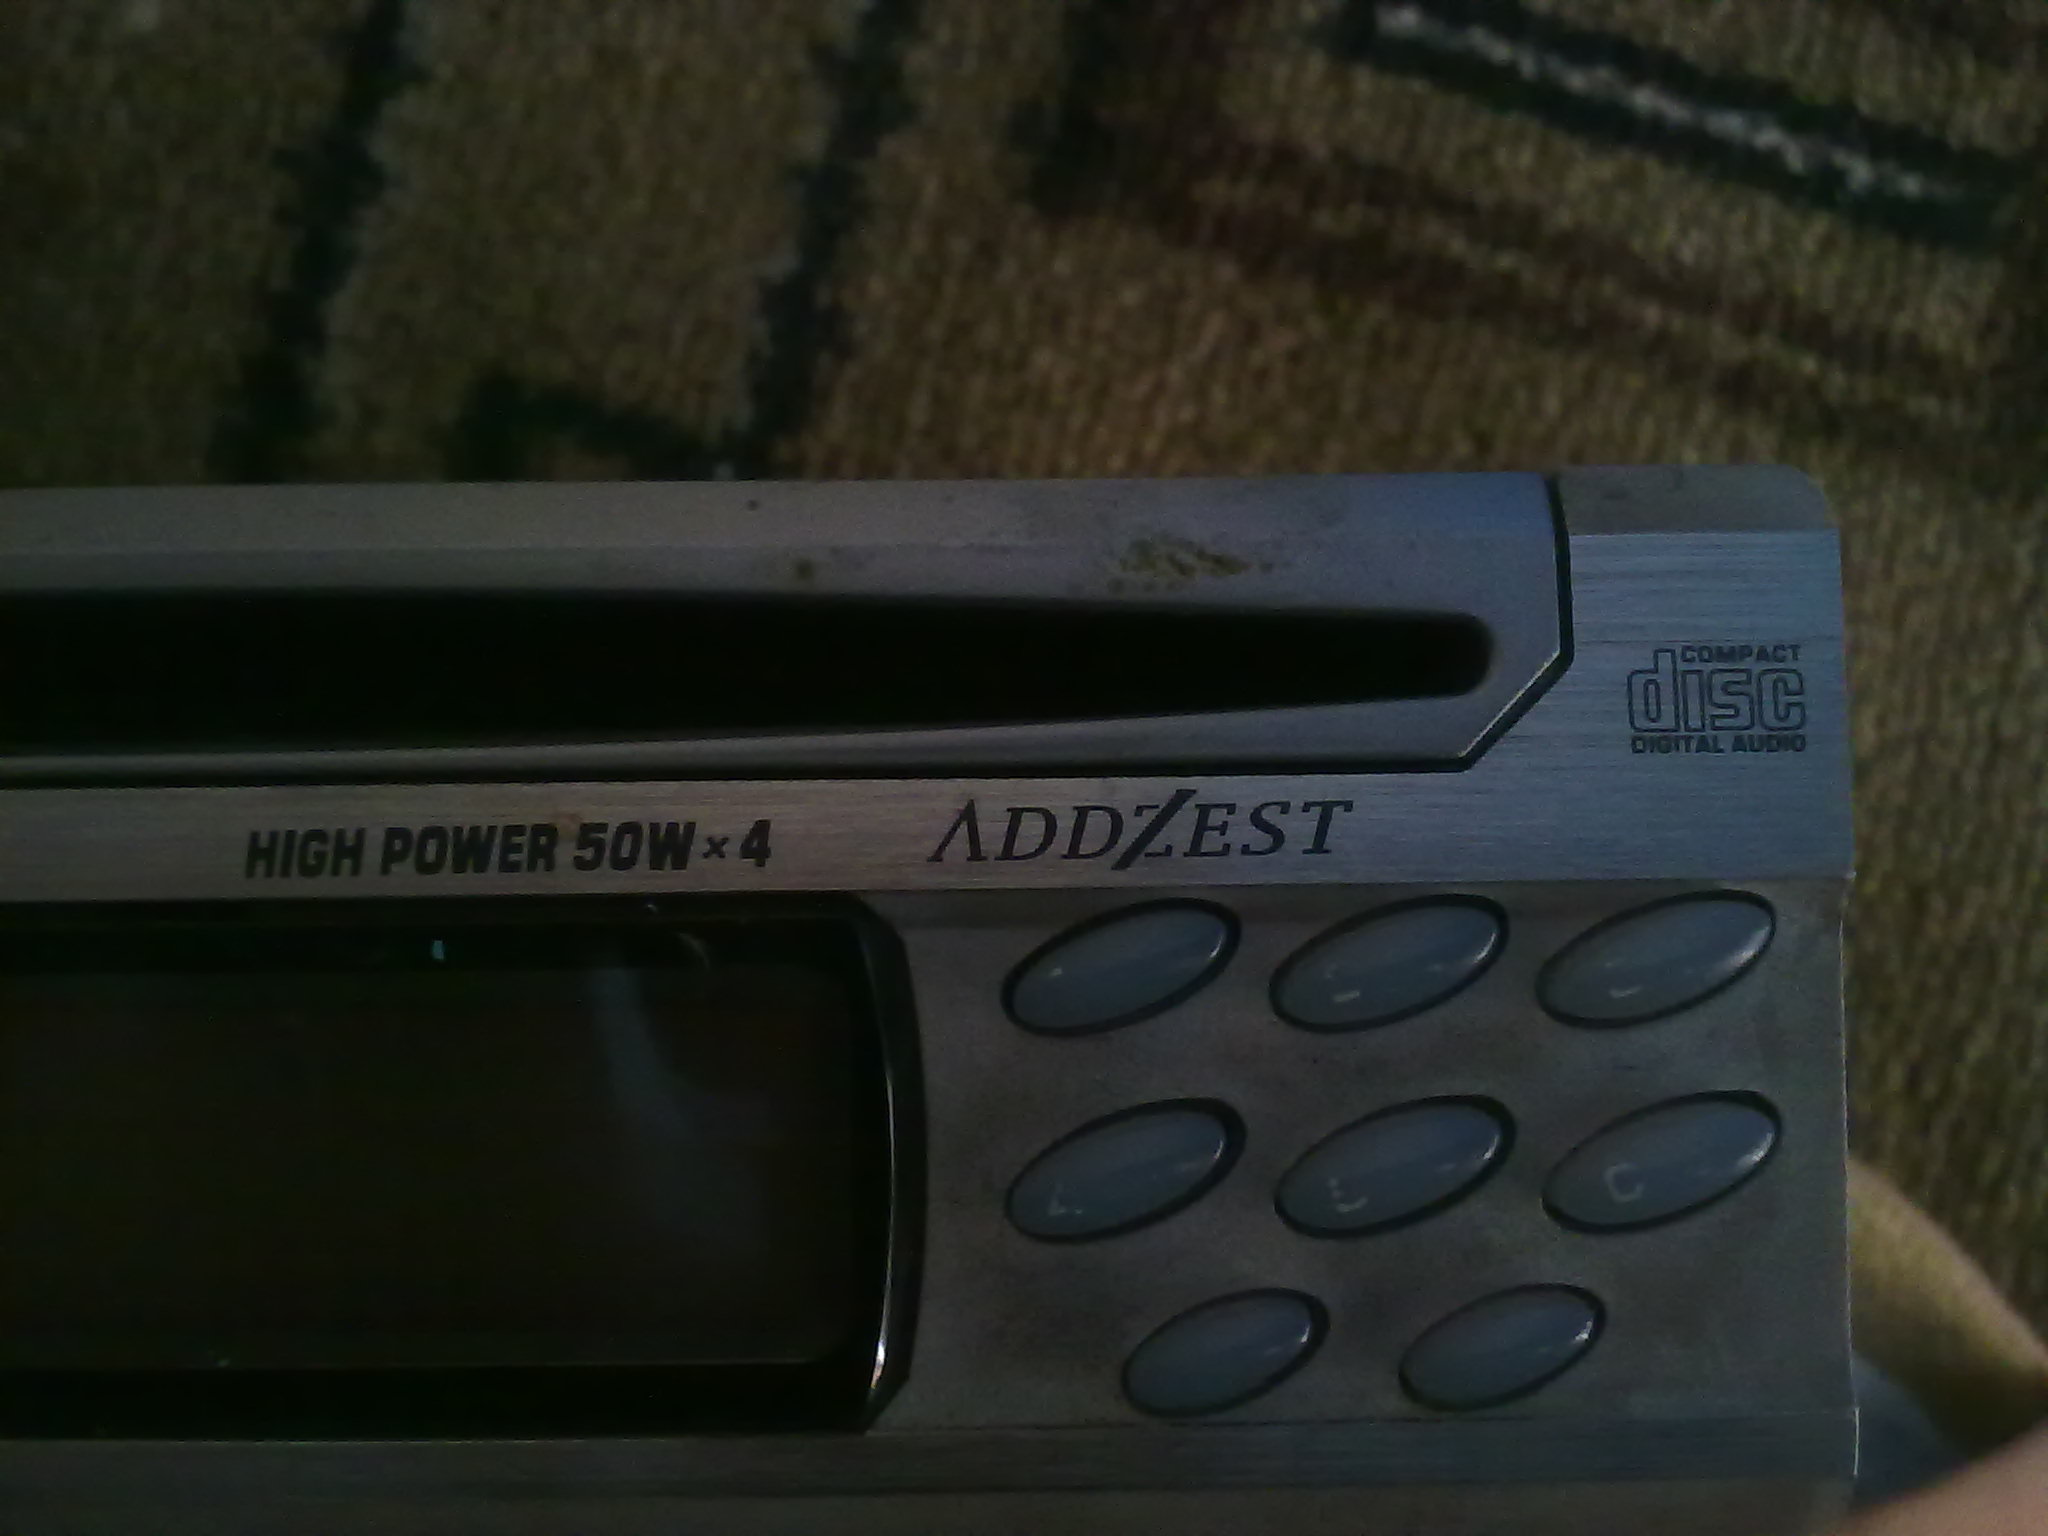 COMPACT
disc
DIGITAL AUDIO
HIGH POWER 50W×4
ADDZEST